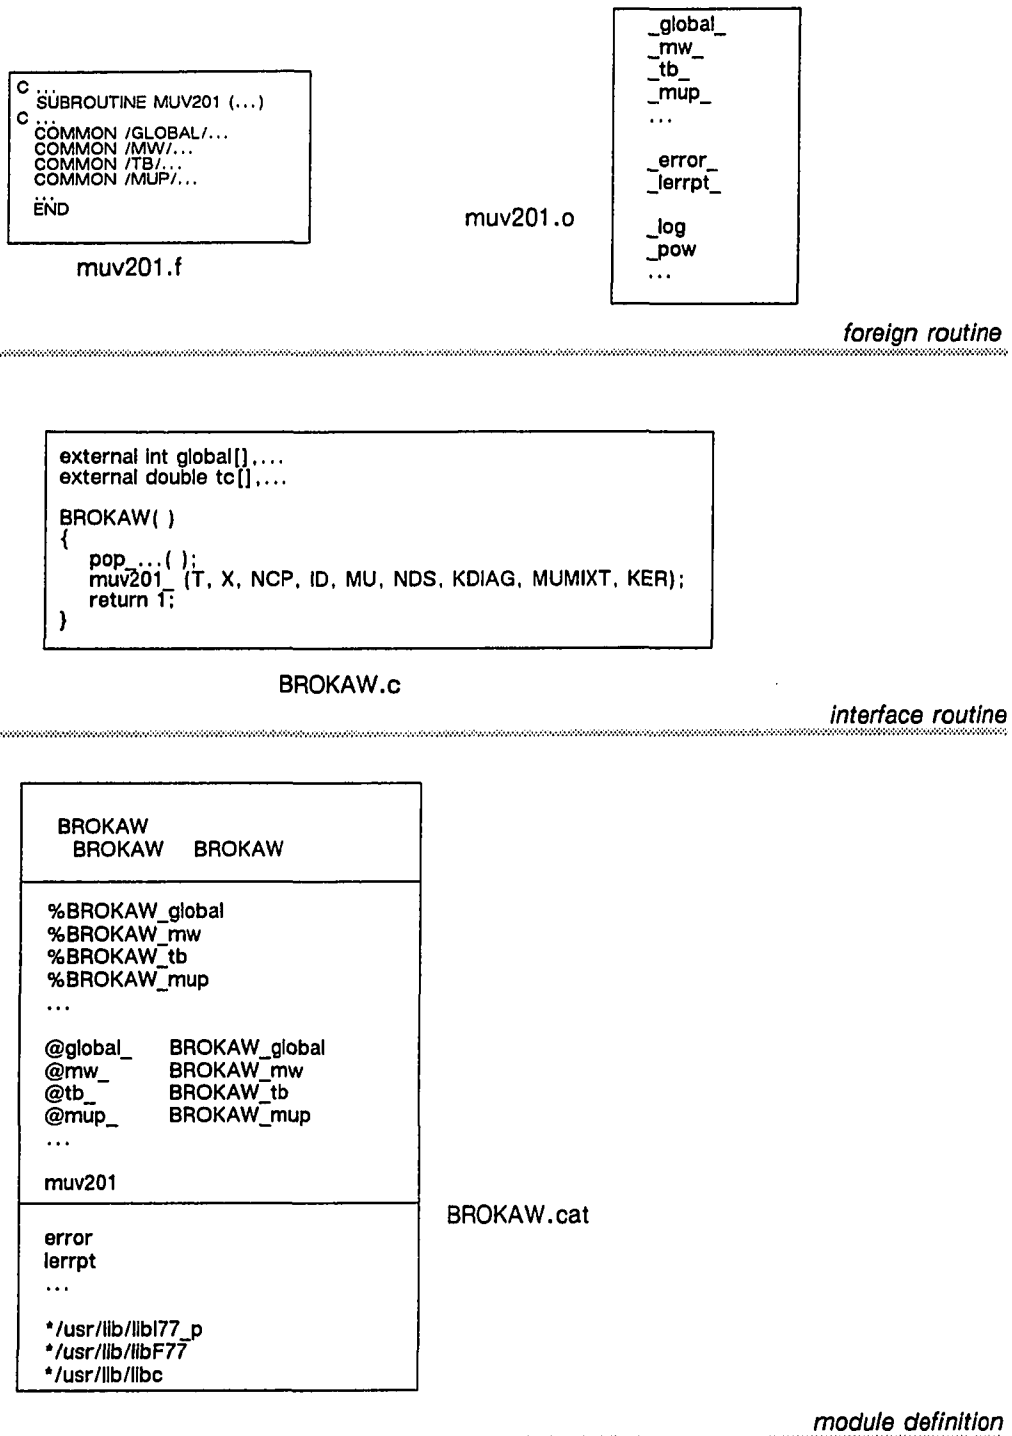 C ...
SUBROUTINE MUV201 (...)
C ...
COMMON /GLOBAL/...
COMMON /MW/...
COMMON /TB/...
COMMON /MUP/...
...
END
muv201.f
muv201.o
_global_
_mw_
_tb_
_mup_
...
_error_
_lerrpt_
_log
_pow
...
foreign routine
external int global[],...
external double tc[],...
BROKAW( )
{
pop_...( );
muv201_ (T, X, NCP, ID, MU, NDS, KDIAG, MUMIXT, KER);
return 1;
}
BROKAW.c
interface routine
BROKAW
BROKAW BROKAW
%BROKAW_global
%BROKAW_mw
%BROKAW_tb
%BROKAW_mup
...
@global_ BROKAW_global
@mw_ BROKAW_mw
@tb_ BROKAW_tb
@mup_ BROKAW_mup
...
muv201
BROKAW.cat
error
lerrpt
...
*/usr/lib/libI77_p
*/usr/lib/libF77
*/usr/lib/libc
module definition